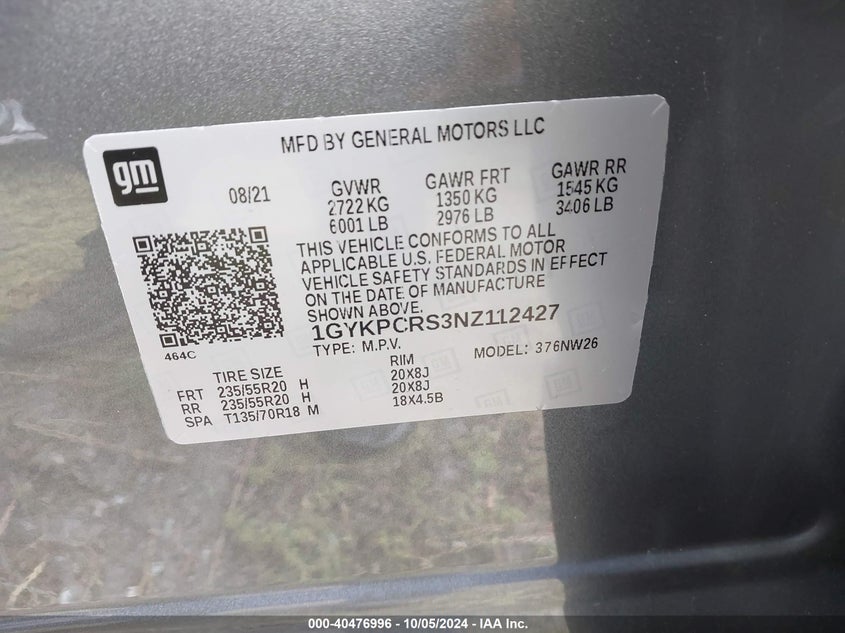 MFD BY GENERAL MOTORS LLC
gm
08/21
GVWR
2722 KG
6001 LB
GAWR FRT
1350 KG
2976 LB
GAWR RR
1545 KG
3406 LB
THIS VEHICLE CONFORMS TO ALL
APPLICABLE U.S. FEDERAL MOTOR
VEHICLE SAFETY STANDARDS IN EFFECT
ON THE DATE OF MANUFACTURE
SHOWN ABOVE.
1GYKPCRS3NZ112427
464C
TYPE: M.P.V.
MODEL: 376NW26
TIRE SIZE
RIM
FRT 235/55R20 H 20X8J
RR 235/55R20 H 20X8J
SPA T135/70R18 M 18X4.5B
000-40476996 - 10/05/2024 - IAA Inc.